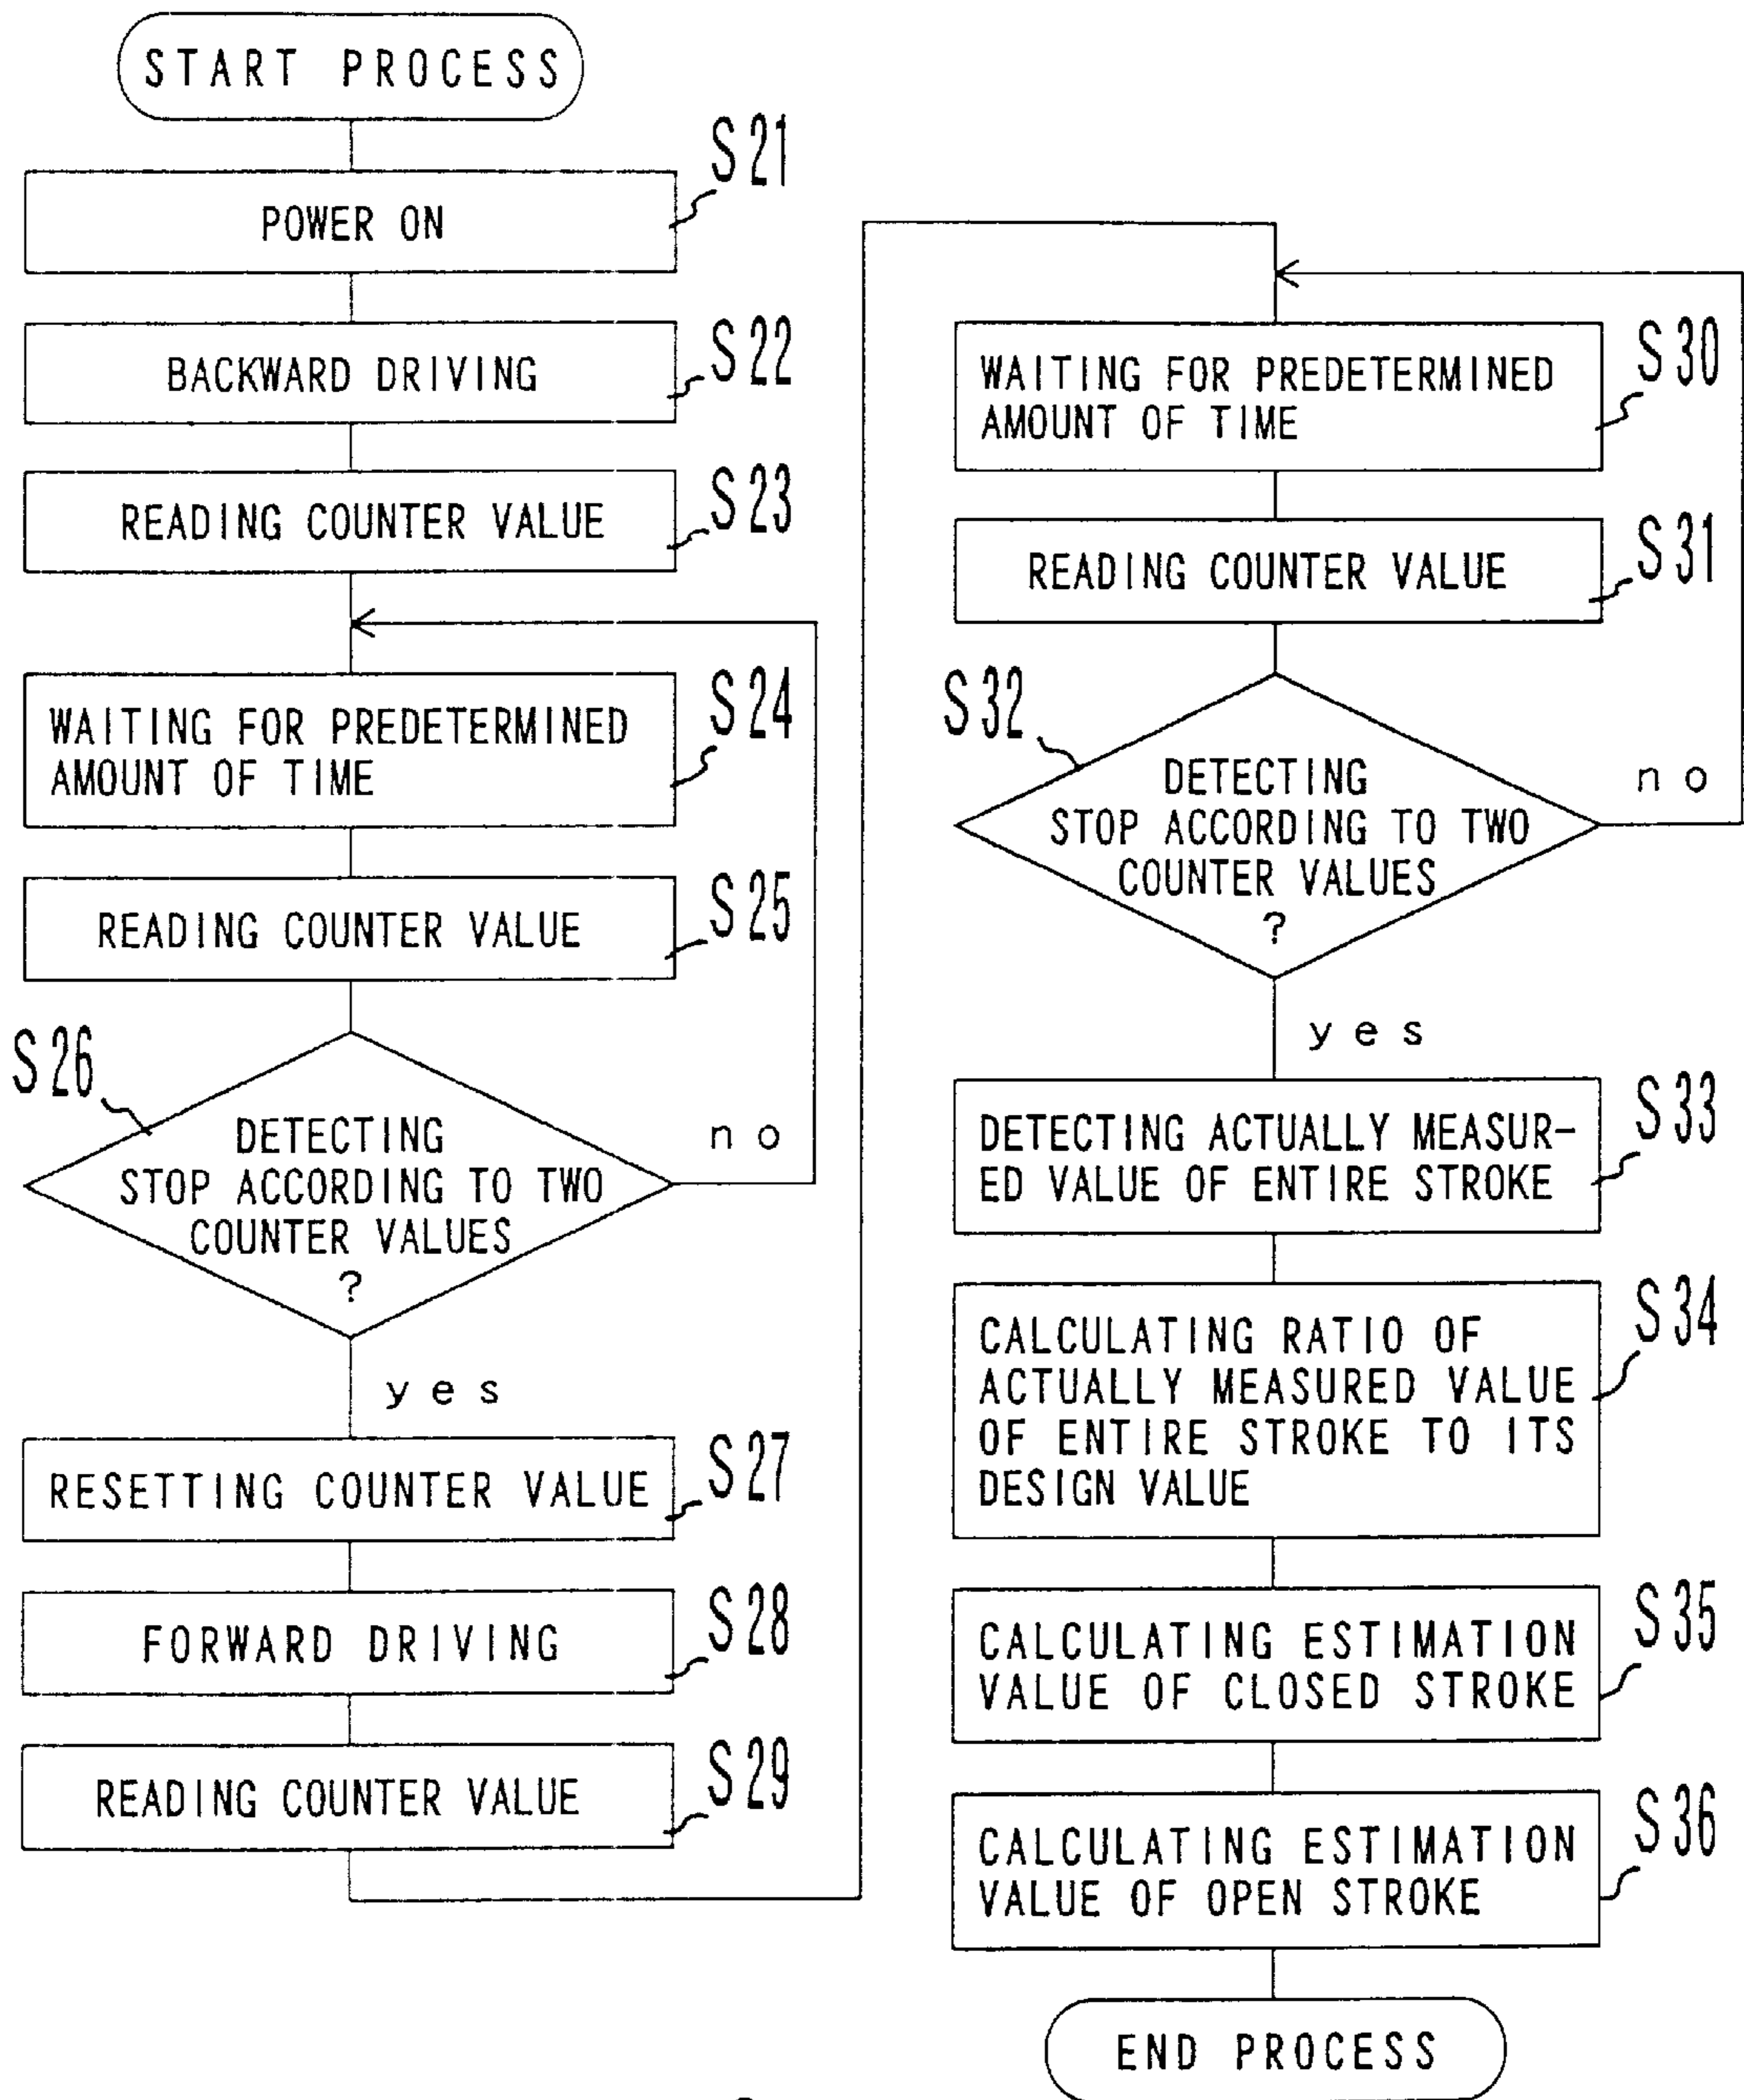 START PROCESS
S21
POWER ON
S22
BACKWARD DRIVING
S23
READING COUNTER VALUE
S24
WAITING FOR PREDETERMINED
AMOUNT OF TIME
S25
READING COUNTER VALUE
S26
DETECTING
STOP ACCORDING TO TWO
COUNTER VALUES
?
no
yes
S27
RESETTING COUNTER VALUE
S28
FORWARD DRIVING
S29
READING COUNTER VALUE
S30
WAITING FOR PREDETERMINED
AMOUNT OF TIME
S31
READING COUNTER VALUE
S32
DETECTING
STOP ACCORDING TO TWO
COUNTER VALUES
?
no
yes
S33
DETECTING ACTUALLY MEASUR-
ED VALUE OF ENTIRE STROKE
S34
CALCULATING RATIO OF
ACTUALLY MEASURED VALUE
OF ENTIRE STROKE TO ITS
DESIGN VALUE
S35
CALCULATING ESTIMATION
VALUE OF CLOSED STROKE
S36
CALCULATING ESTIMATION
VALUE OF OPEN STROKE
END PROCESS